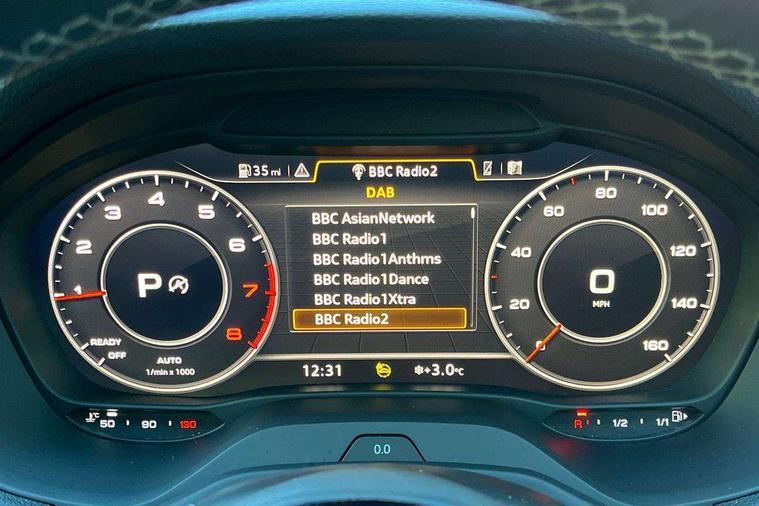 35 mi BBC Radio2
DAB
BBC AsianNetwork
BBC Radio1
BBC Radio1Anthms
BBC Radio1Dance
BBC Radio1Xtra
BBC Radio2
1 2 3 4 5 6 7 8
P
READY
OFF
AUTO
1/min x 1000
0 20 40 60 80 100 120 140 160
0
MPH
12:31 +3.0°C
°C
50 90 130
R 1/2 1/1
0.0